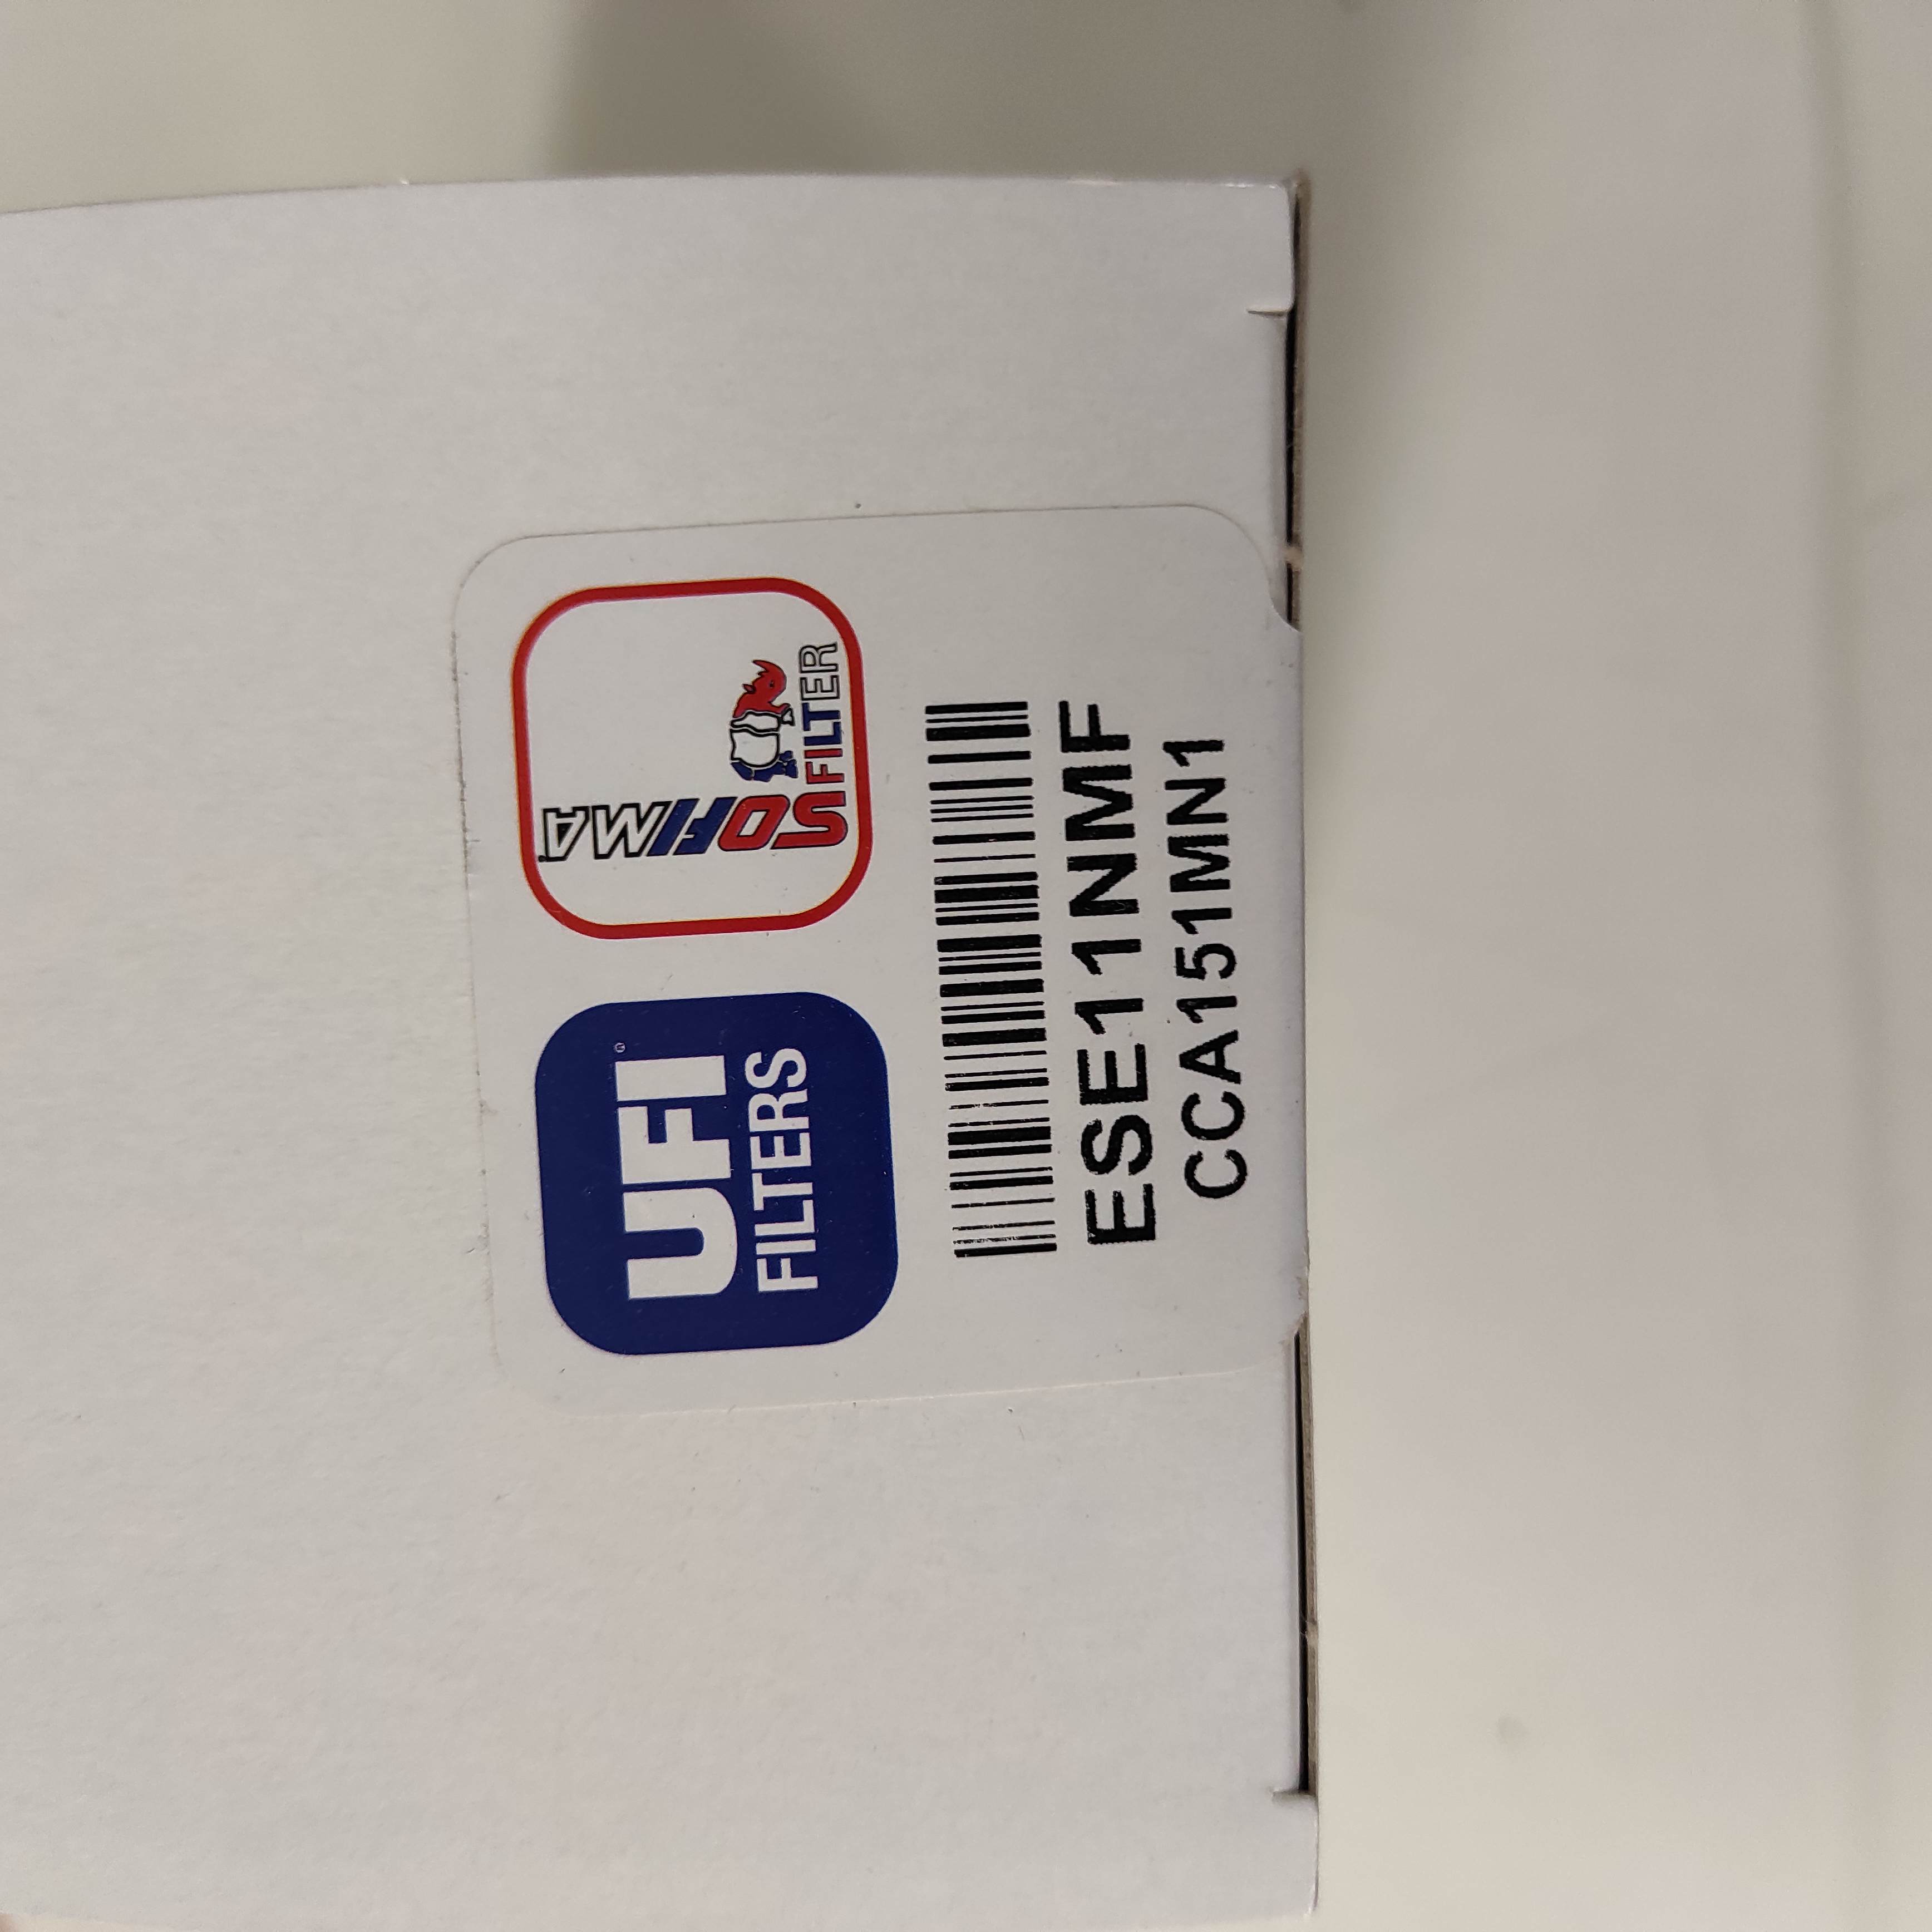 UFI®
FILTERS
SOFIMA
FILTER
ESE11NMF
CCA151MN1